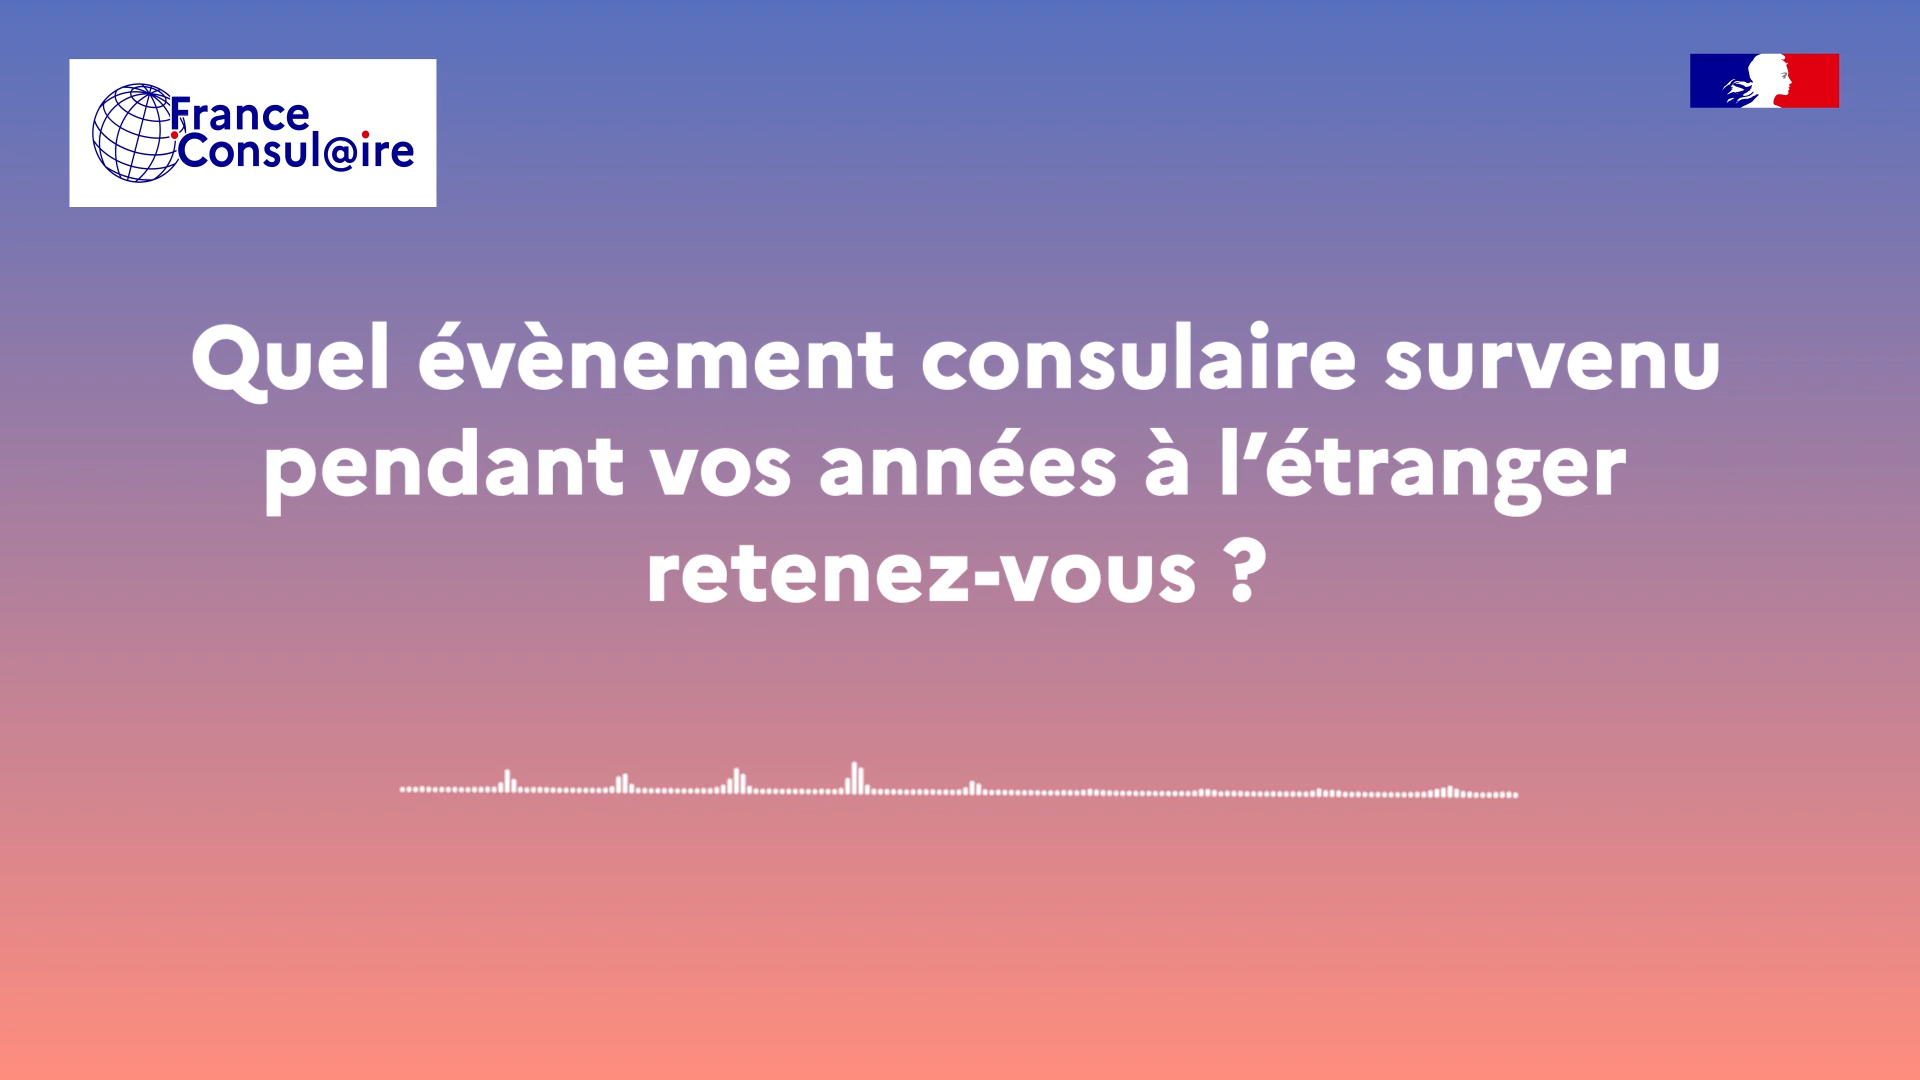 France
Consul@ire
Quel évènement consulaire survenu
pendant vos années à l’étranger
retenez-vous ?